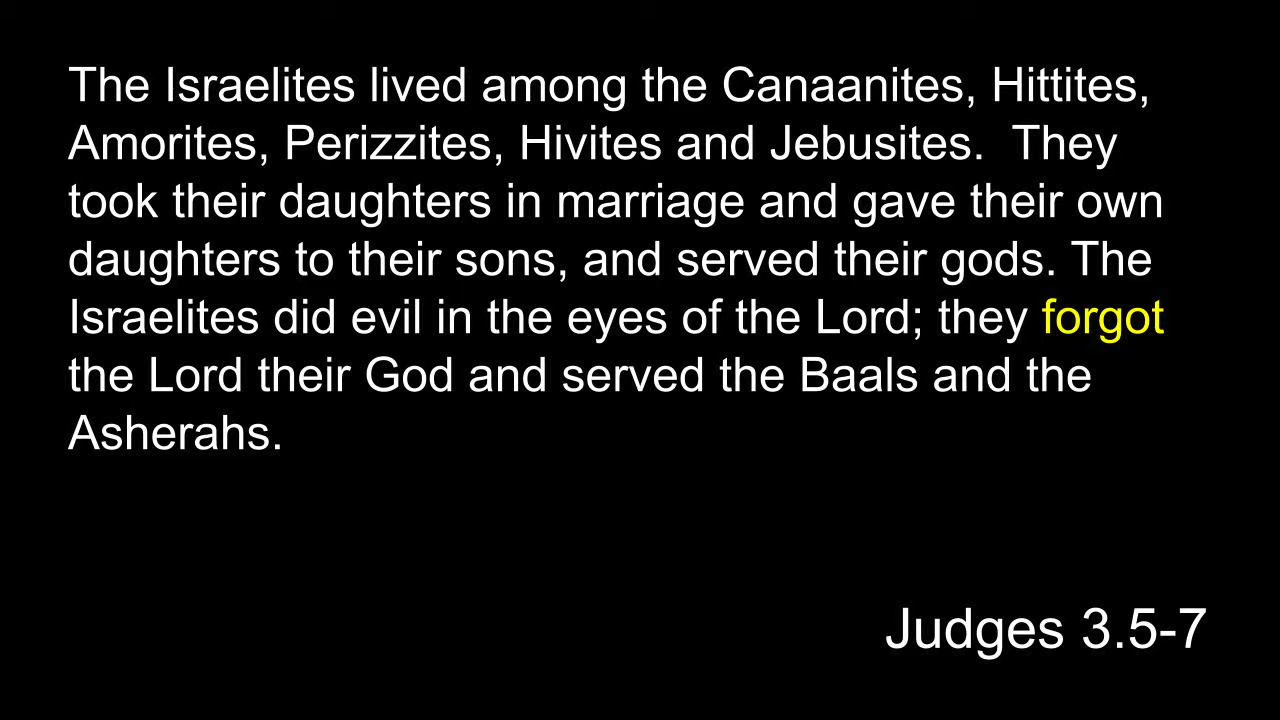 The Israelites lived among the Canaanites, Hittites,
Amorites, Perizzites, Hivites and Jebusites.  They
took their daughters in marriage and gave their own
daughters to their sons, and served their gods. The
Israelites did evil in the eyes of the Lord; they forgot
the Lord their God and served the Baals and the
Asherahs.
Judges 3.5-7